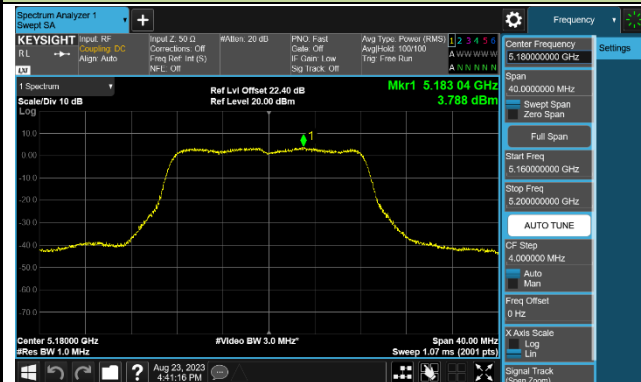 Spectrum Analyzer 1
Swept SA
Frequency
KEYSIGHT
Input: RF
Coupling: DC
Align: Auto
Input Z: 50 Ω
Corrections: Off
Freq Ref: Int (S)
NFE: Off
#Atten: 20 dB
PNO: Fast
Gate: Off
IF Gain: Low
Sig Track: Off
Avg Type: Power (RMS)
Avg|Hold: 100/100
Trig: Free Run
1 2 3 4 5 6
A W W W W W
A N N N N N
RL
LXI
1 Spectrum
Scale/Div 10 dB
Log
Ref Lvl Offset 22.40 dB
Ref Level 20.00 dBm
Mkr1 5.183 04 GHz
3.788 dBm
1
10.0
0.00
-10.0
-20.0
-30.0
-40.0
-50.0
-60.0
-70.0
Center 5.18000 GHz
#Res BW 1.0 MHz
#Video BW 3.0 MHz*
Span 40.00 MHz
Sweep 1.07 ms (2001 pts)
Center Frequency
5.180000000 GHz
Settings
Span
40.0000000 MHz
Swept Span
Zero Span
Full Span
Start Freq
5.160000000 GHz
Stop Freq
5.200000000 GHz
AUTO TUNE
CF Step
4.000000 MHz
Auto
Man
Freq Offset
0 Hz
X Axis Scale
Log
Lin
Signal Track
(Span Zoom)
Aug 23, 2023
4:41:16 PM